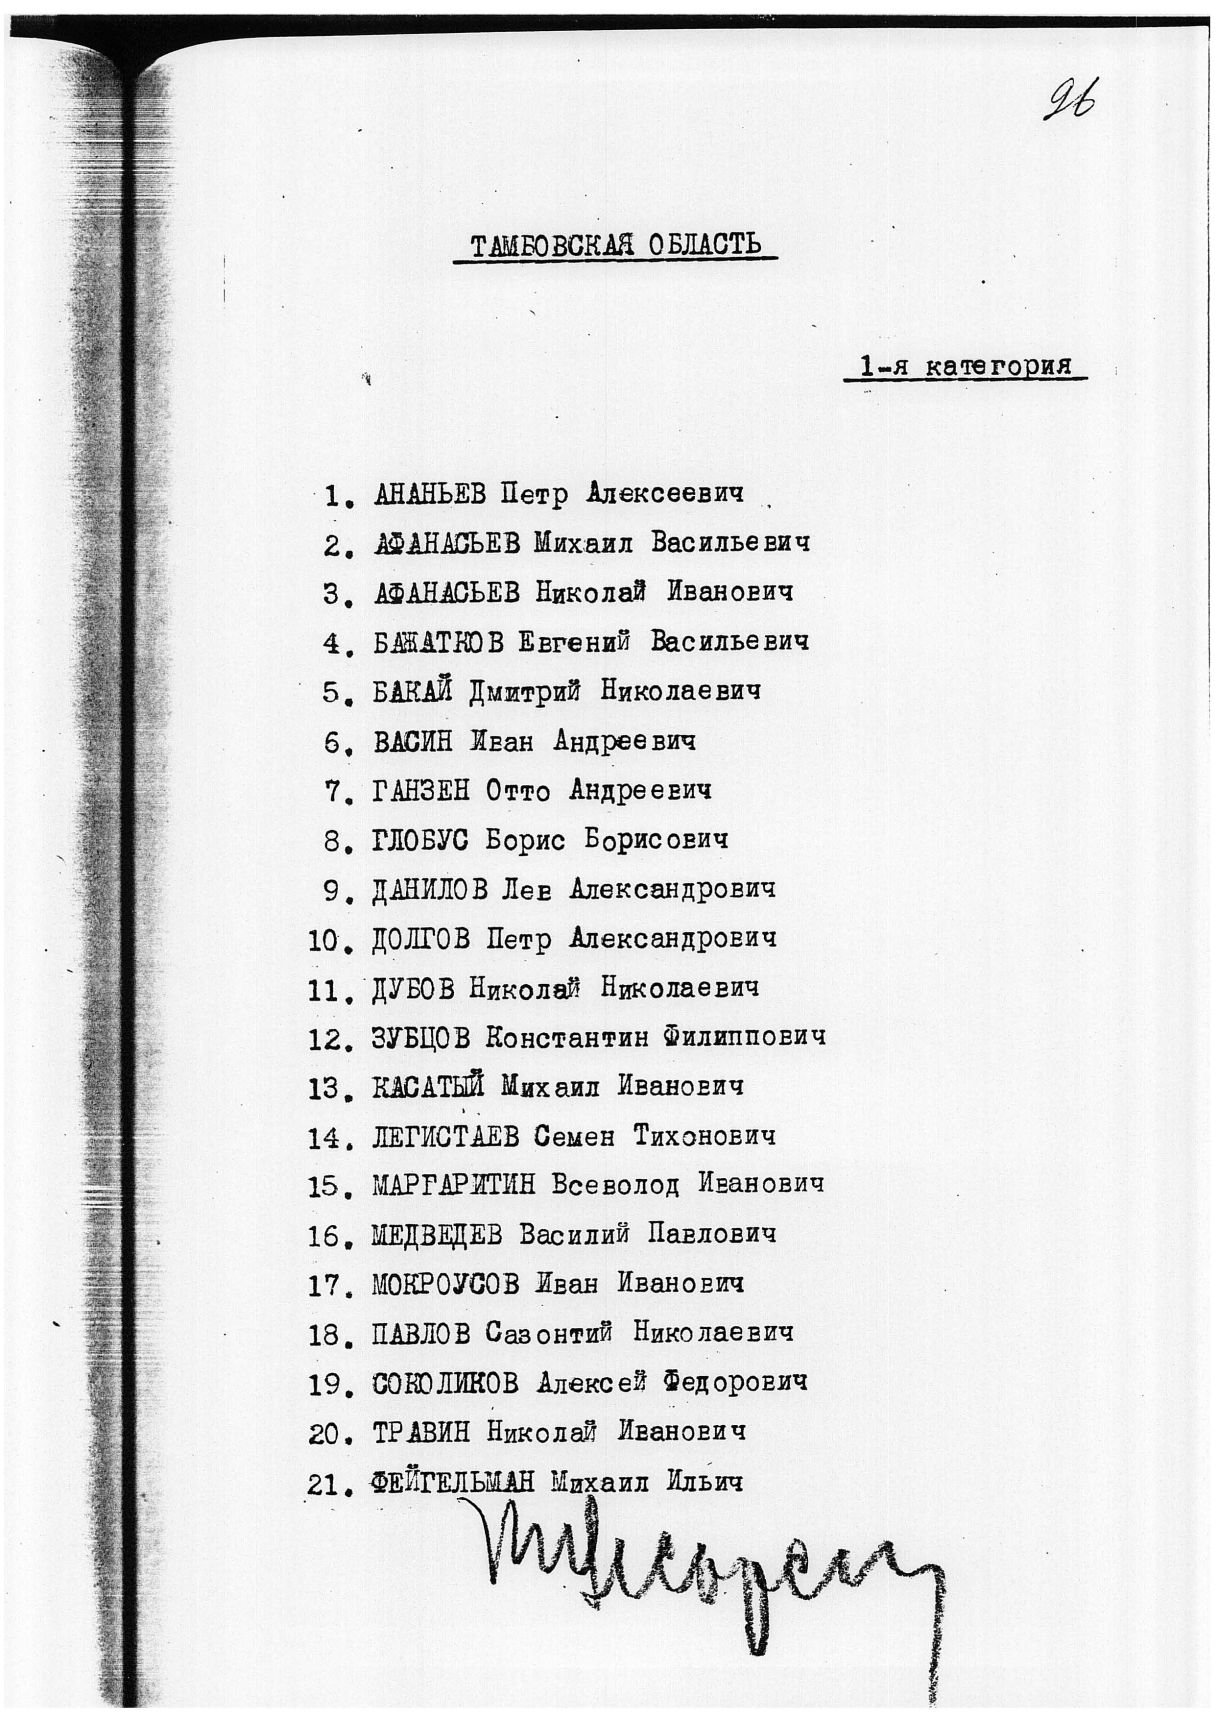 96
ТАМБОВСКАЯ ОБЛАСТЬ
1-я категория
1. АНАНЬЕВ Петр Алексеевич
2. АФАНАСЬЕВ Михаил Васильевич
3. АФАНАСЬЕВ Николай Иванович
4. БАЖАТКОВ Евгений Васильевич
5. БАКАЙ Дмитрий Николаевич
6. ВАСИН Иван Андреевич
7. ГАНЗЕН Отто Андреевич
8. ГЛОБУС Борис Борисович
9. ДАНИЛОВ Лев Александрович
10. ДОЛГОВ Петр Александрович
11. ДУБОВ Николай Николаевич
12. ЗУБЦОВ Константин Филиппович
13. КАСАТЫЙ Михаил Иванович
14. ЛЕГИСТАЕВ Семен Тихонович
15. МАРГАРИТИН Всеволод Иванович
16. МЕДВЕДЕВ Василий Павлович
17. МОКРОУСОВ Иван Иванович
18. ПАВЛОВ Сазонтий Николаевич
19. СОКОЛИКОВ Алексей Федорович
20. ТРАВИН Николай Иванович
21. ФЕЙГЕЛЬМАН Михаил Ильич